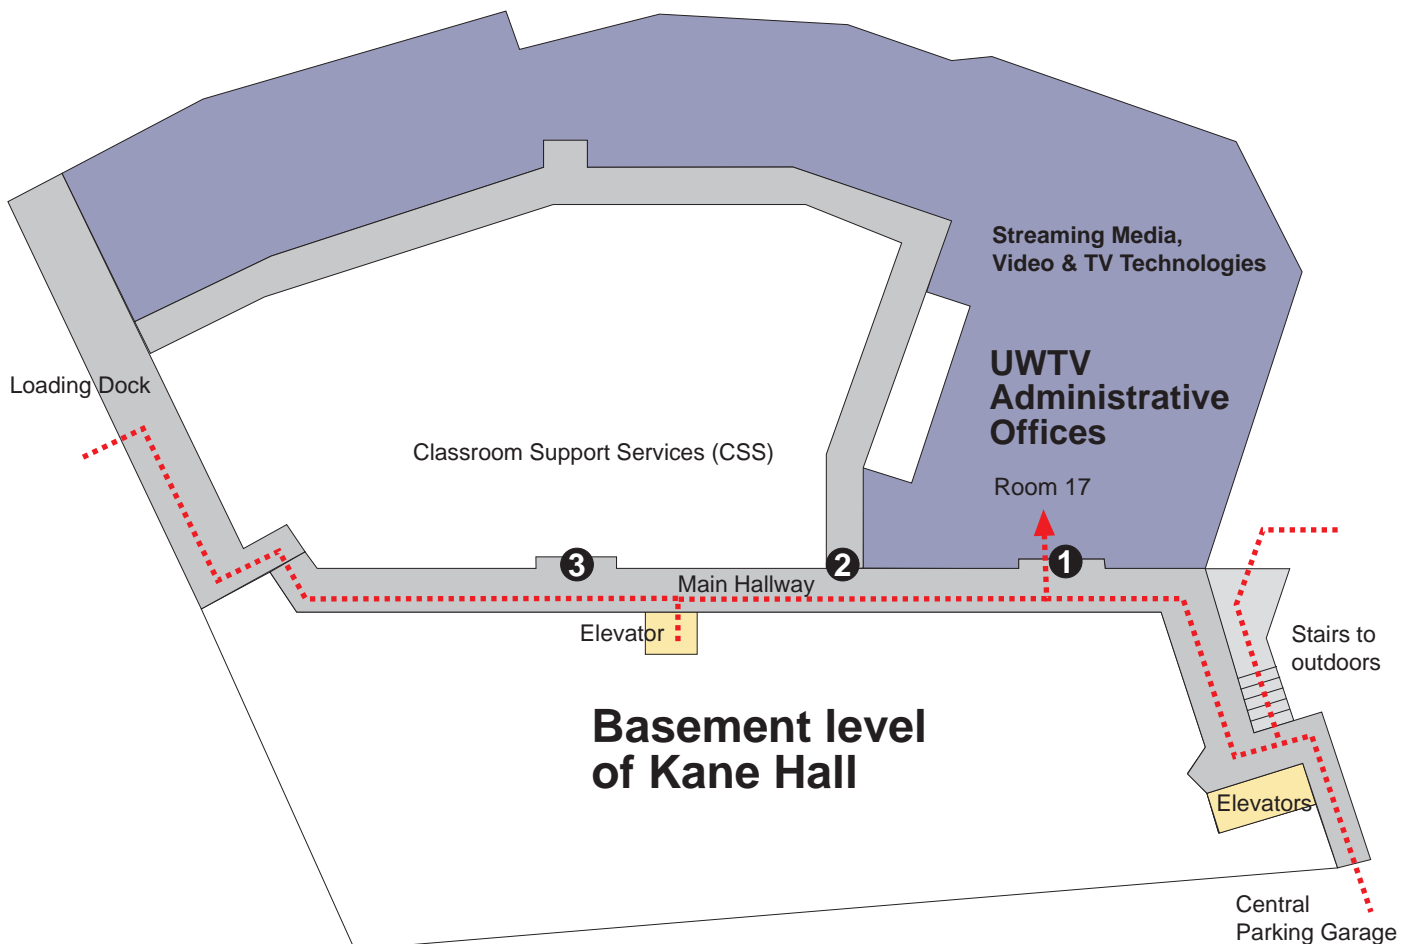 Streaming Media,
Video & TV Technologies
UWTV
Administrative
Offices
Loading Dock
Classroom Support Services (CSS)
Room 17
3
2
1
Main Hallway
Elevator
Stairs to
outdoors
Basement level
of Kane Hall
Elevators
Central
Parking Garage